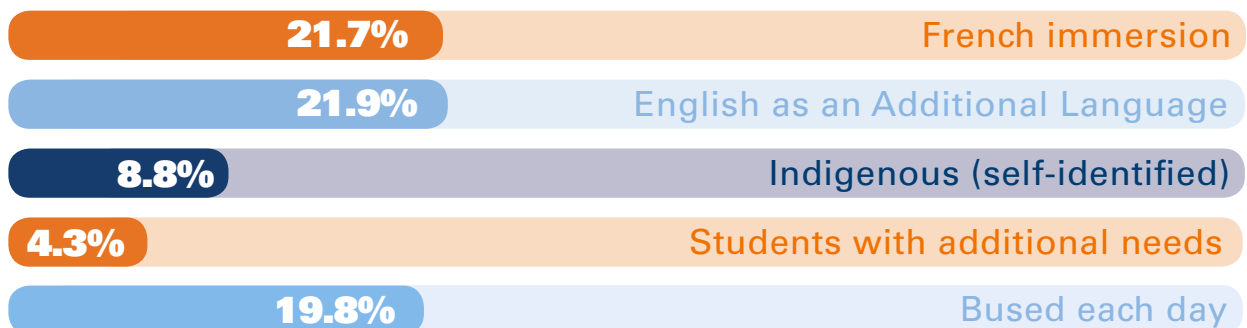 21.7% French immersion
21.9% English as an Additional Language
8.8% Indigenous (self-identified)
4.3% Students with additional needs
19.8% Bused each day